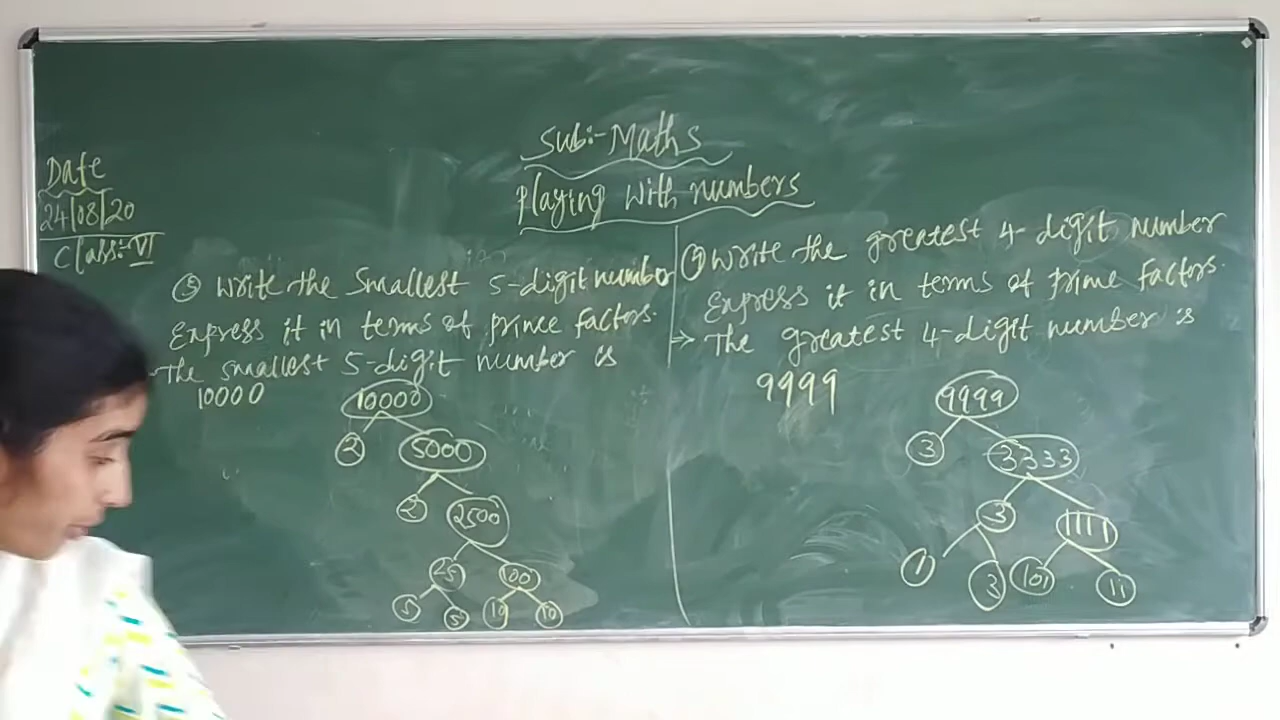 Sub:- Maths
Playing with numbers
Date
24/08/20
Class:- VI
⑤ Write the Smallest 5-digit number
Express it in terms of prince factors.
The smallest 5-digit number is
10000
10000
2 5000
2 2500
25 100
5 5 10 10
⑦ Write the greatest 4-digit number
Express it in terms of prime factors.
→ The greatest 4-digit number is
9999
9999
3 3333
3 1111
1 3 101 11